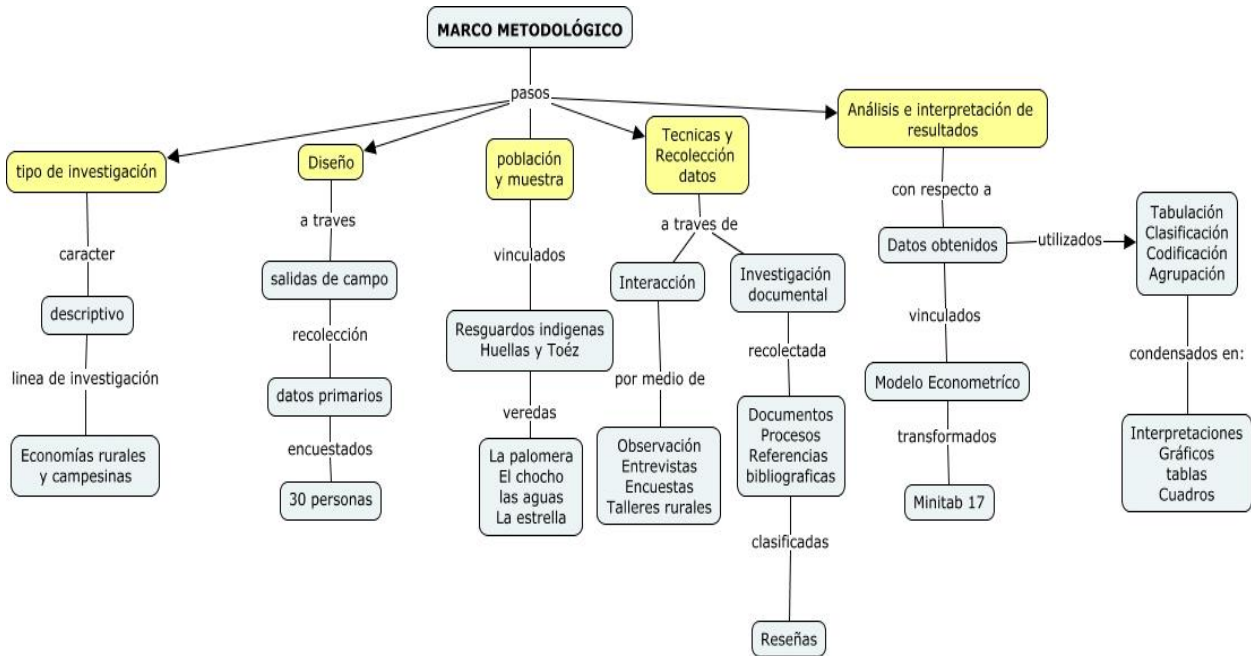 MARCO METODOLÓGICO
pasos
tipo de investigación
caracter
descriptivo
linea de investigación
Economías rurales
y campesinas
Diseño
a traves
salidas de campo
recolección
datos primarios
encuestados
30 personas
población
y muestra
vinculados
Resguardos indigenas
Huellas y Toéz
veredas
La palomera
El chocho
las aguas
La estrella
Tecnicas y
Recolección
datos
a traves de
Interacción
por medio de
Observación
Entrevistas
Encuestas
Talleres rurales
Investigación
documental
recolectada
Documentos
Procesos
Referencias
bibliograficas
clasificadas
Reseñas
Análisis e interpretación de
resultados
con respecto a
Datos obtenidos
vinculados
Modelo Econometríco
transformados
Minitab 17
utilizados
Tabulación
Clasificación
Codificación
Agrupación
condensados en:
Interpretaciones
Gráficos
tablas
Cuadros